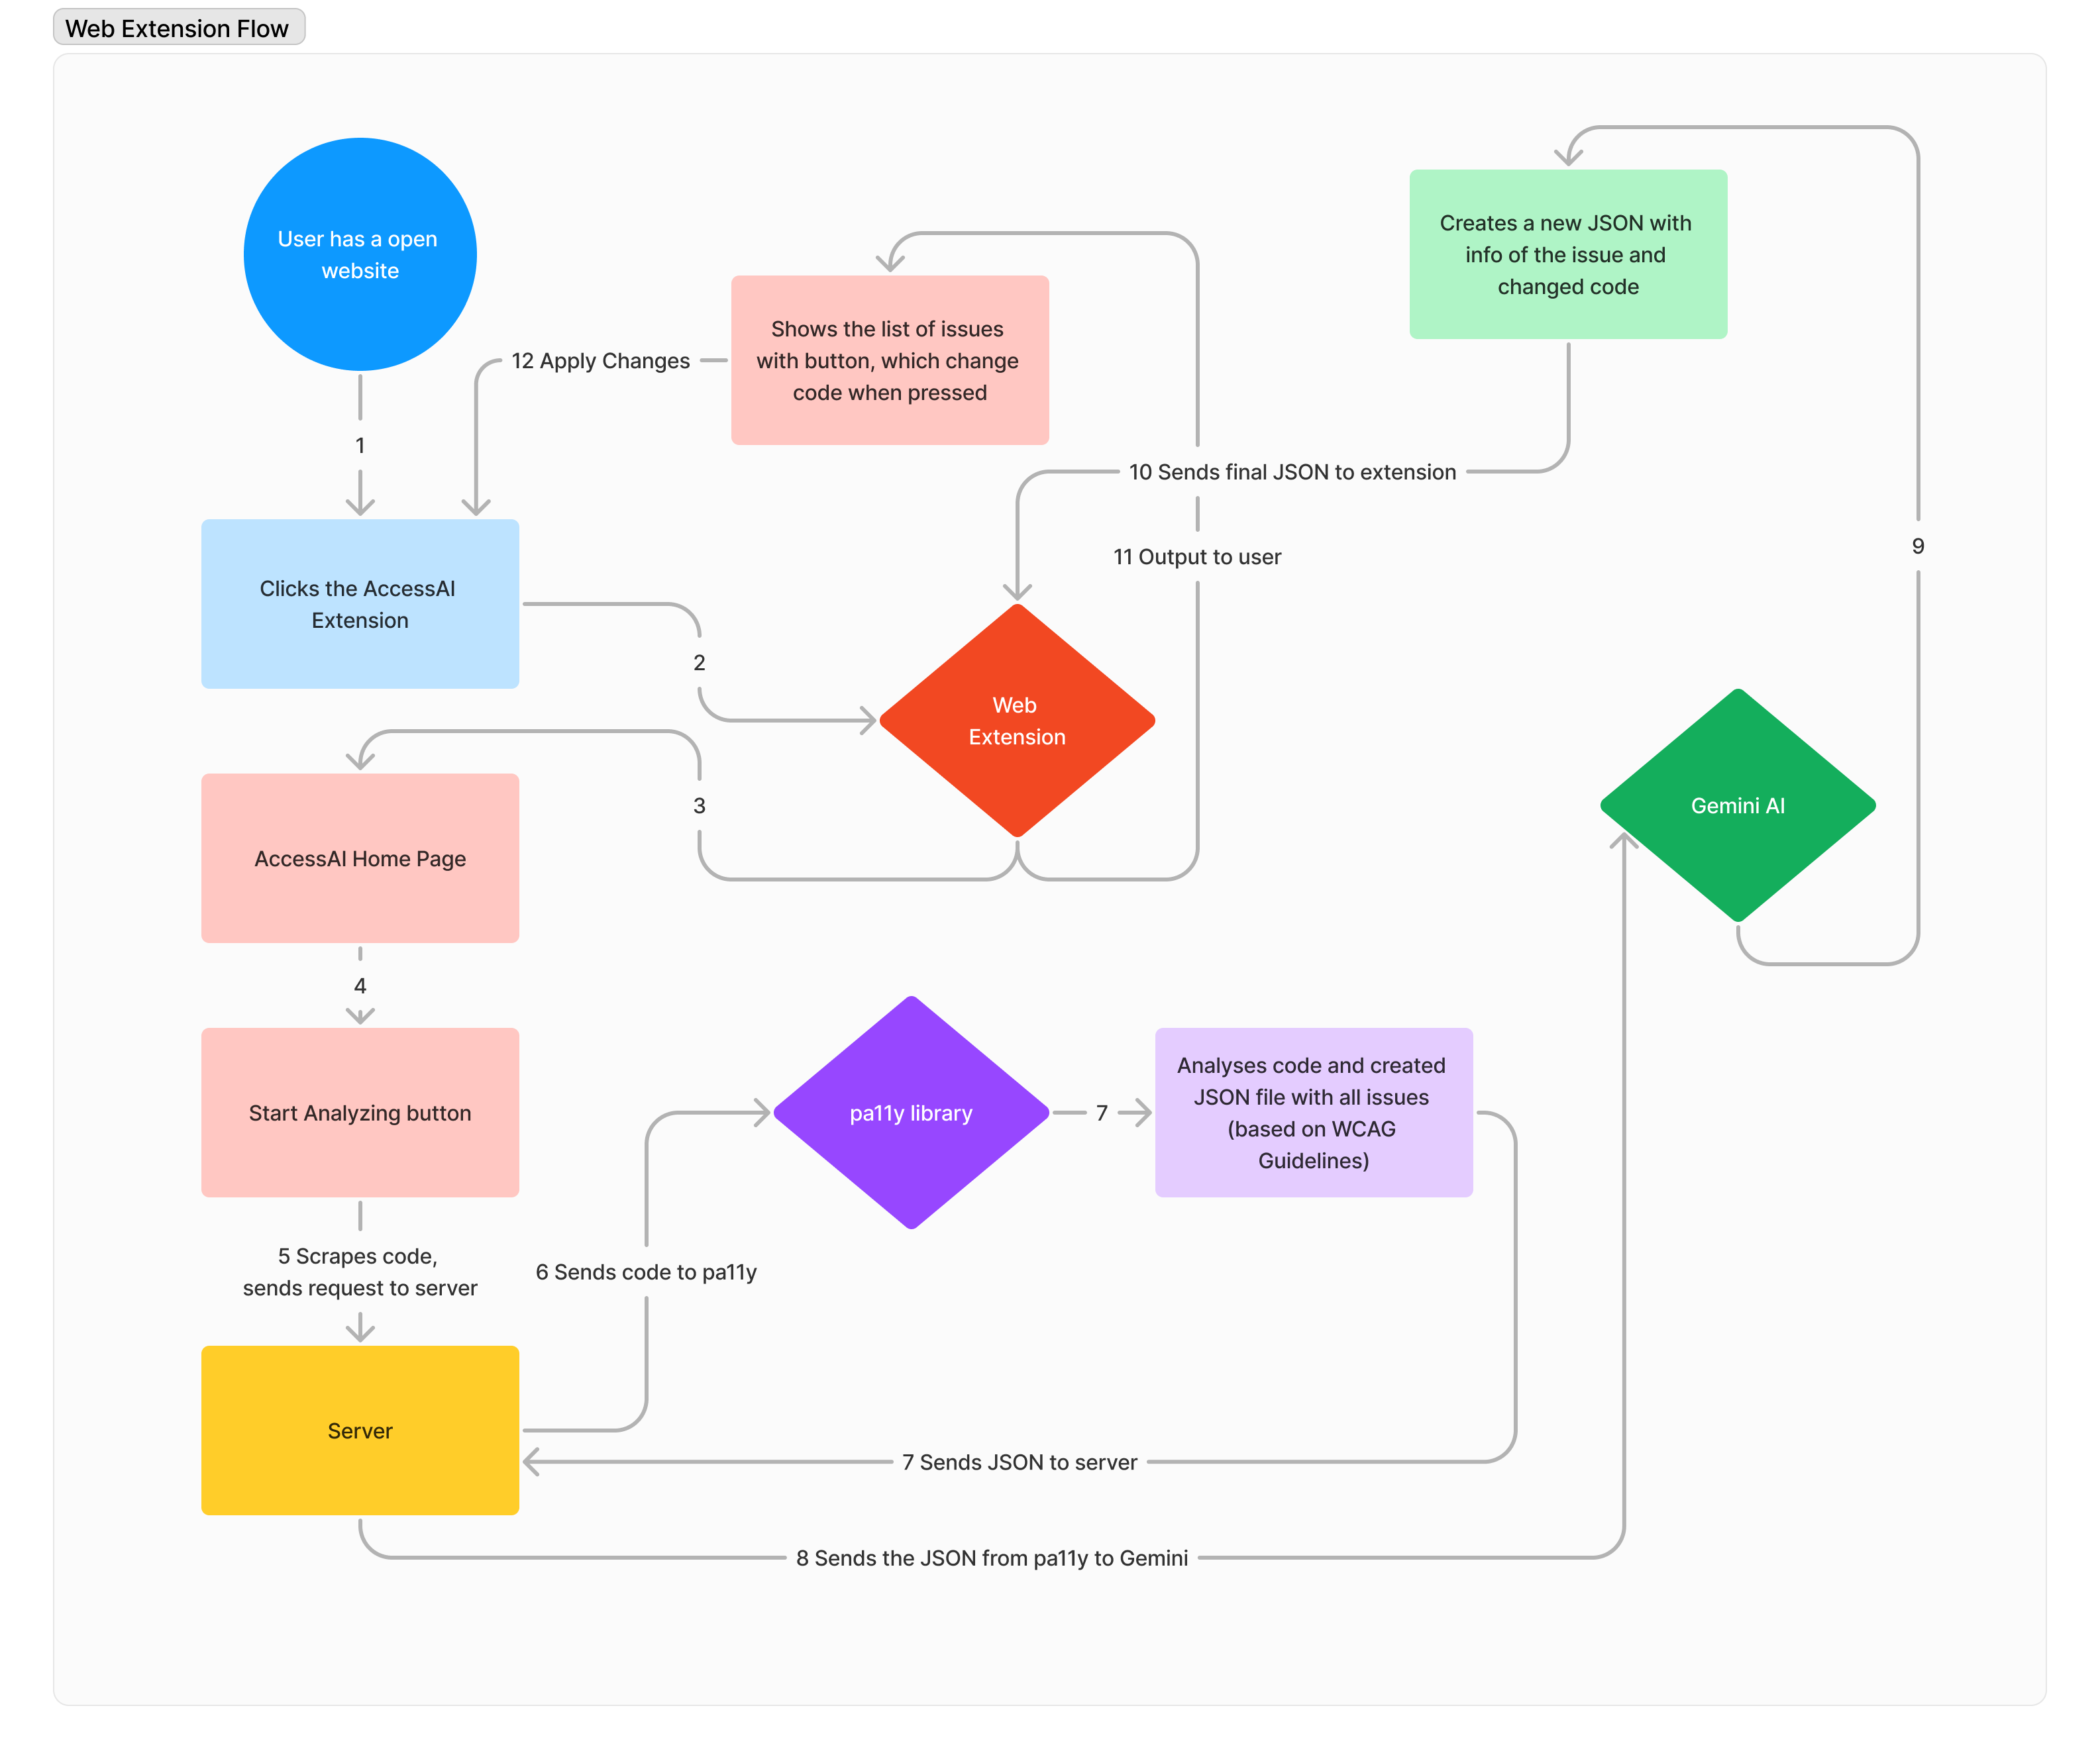 Web Extension Flow
User has a open
website
1
Clicks the AccessAI
Extension
12 Apply Changes
Shows the list of issues
with button, which change
code when pressed
Creates a new JSON with
info of the issue and
changed code
10 Sends final JSON to extension
11 Output to user
9
2
Web
Extension
3
Gemini AI
AccessAI Home Page
4
Start Analyzing button
pa11y library
7
Analyses code and created
JSON file with all issues
(based on WCAG
Guidelines)
5 Scrapes code,
sends request to server
6 Sends code to pa11y
Server
7 Sends JSON to server
8 Sends the JSON from pa11y to Gemini